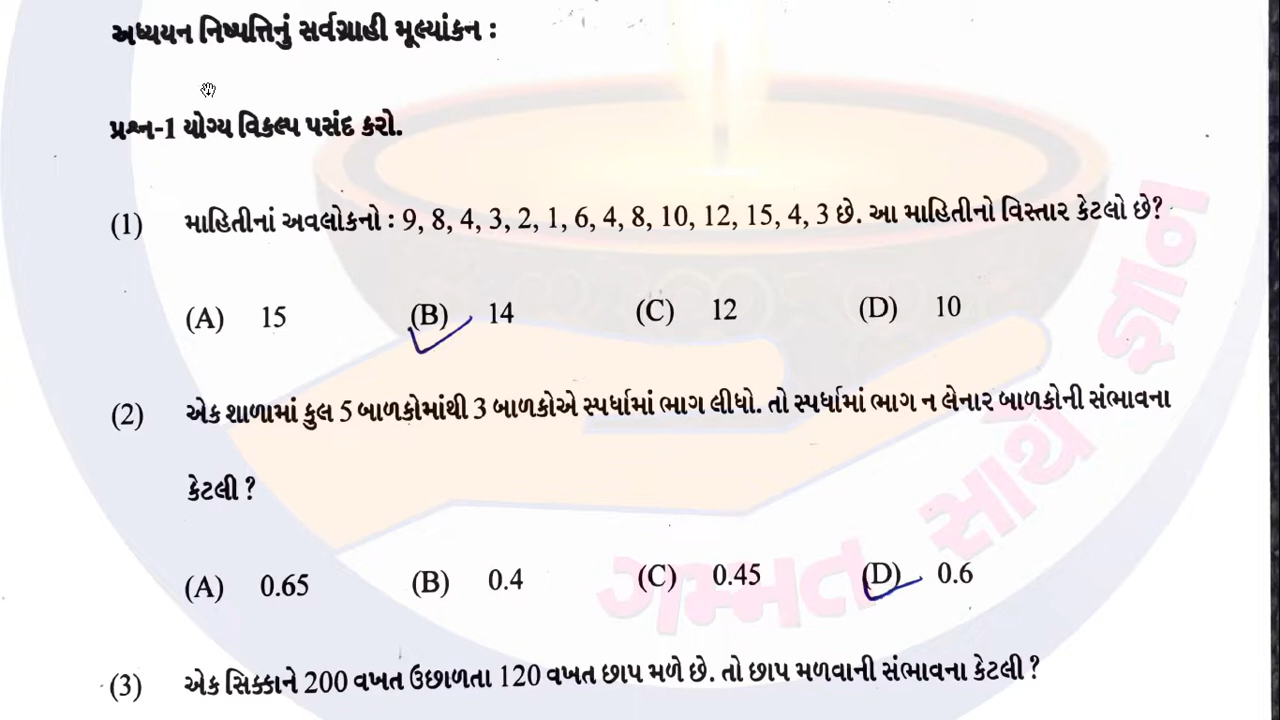 અધ્યયન નિષ્પત્તિનું સર્વગ્રાહી મૂલ્યાંકન :
પ્રશ્ન-1 યોગ્ય વિકલ્પ પસંદ કરો.
(1) માહિતીનાં અવલોકનો : 9, 8, 4, 3, 2, 1, 6, 4, 8, 10, 12, 15, 4, 3 છે. આ માહિતીનો વિસ્તાર કેટલો છે?
(A) 15 (B) 14 (C) 12 (D) 10
(2) એક શાળામાં કુલ 5 બાળકોમાંથી 3 બાળકોએ સ્પર્ધામાં ભાગ લીધો. તો સ્પર્ધામાં ભાગ ન લેનાર બાળકોની સંભાવના
કેટલી ?
(A) 0.65 (B) 0.4 (C) 0.45 (D) 0.6
(3) એક સિક્કાને 200 વખત ઉછાળતા 120 વખત છાપ મળે છે. તો છાપ મળવાની સંભાવના કેટલી ?
ગમ્મત સાથે જ્ઞાન